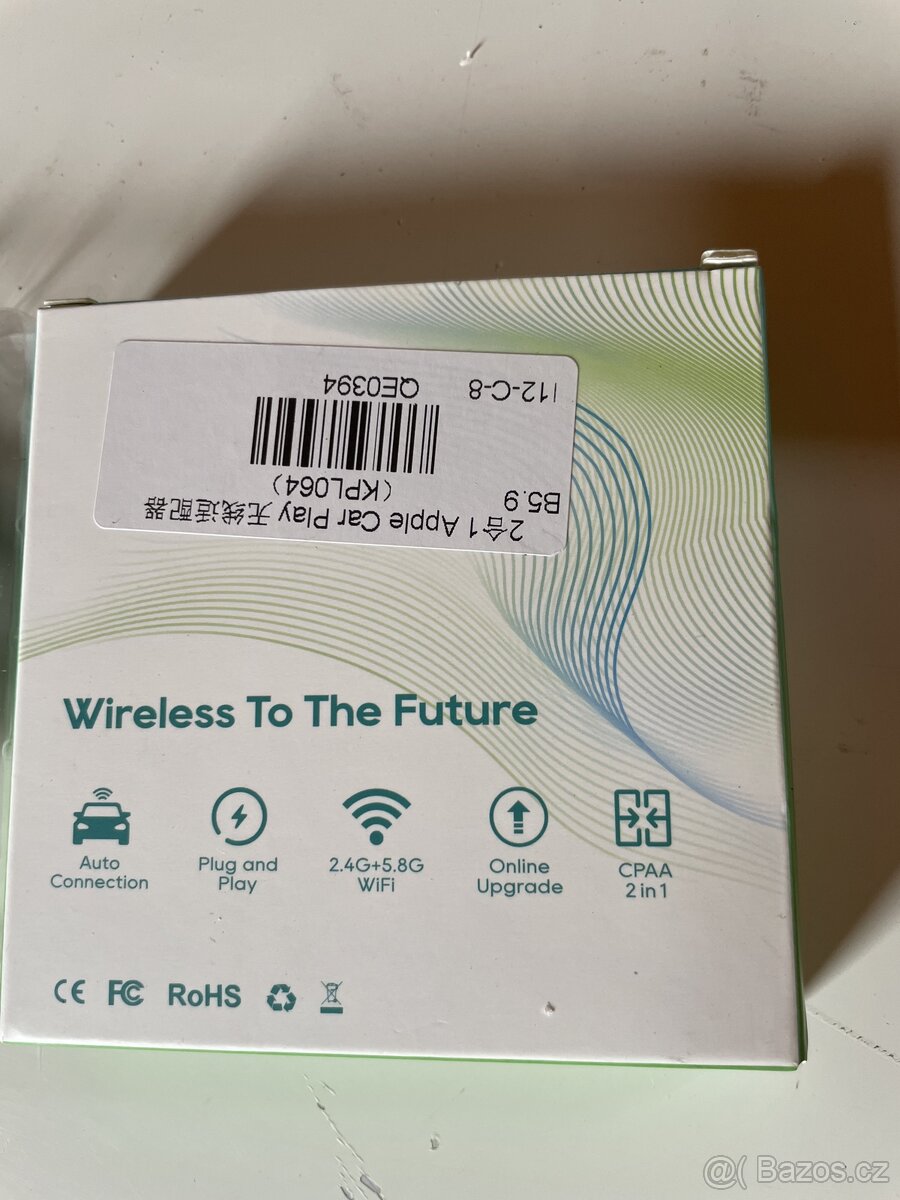 2合1 Apple Car Play 无线适配器
B5.9 (KPL064)
I12-C-8 QE0394
Wireless To The Future
Auto
Connection
Plug and
Play
2.4G+5.8G
WiFi
Online
Upgrade
CPAA
2 in 1
CE FC RoHS
@( Bazos.cz